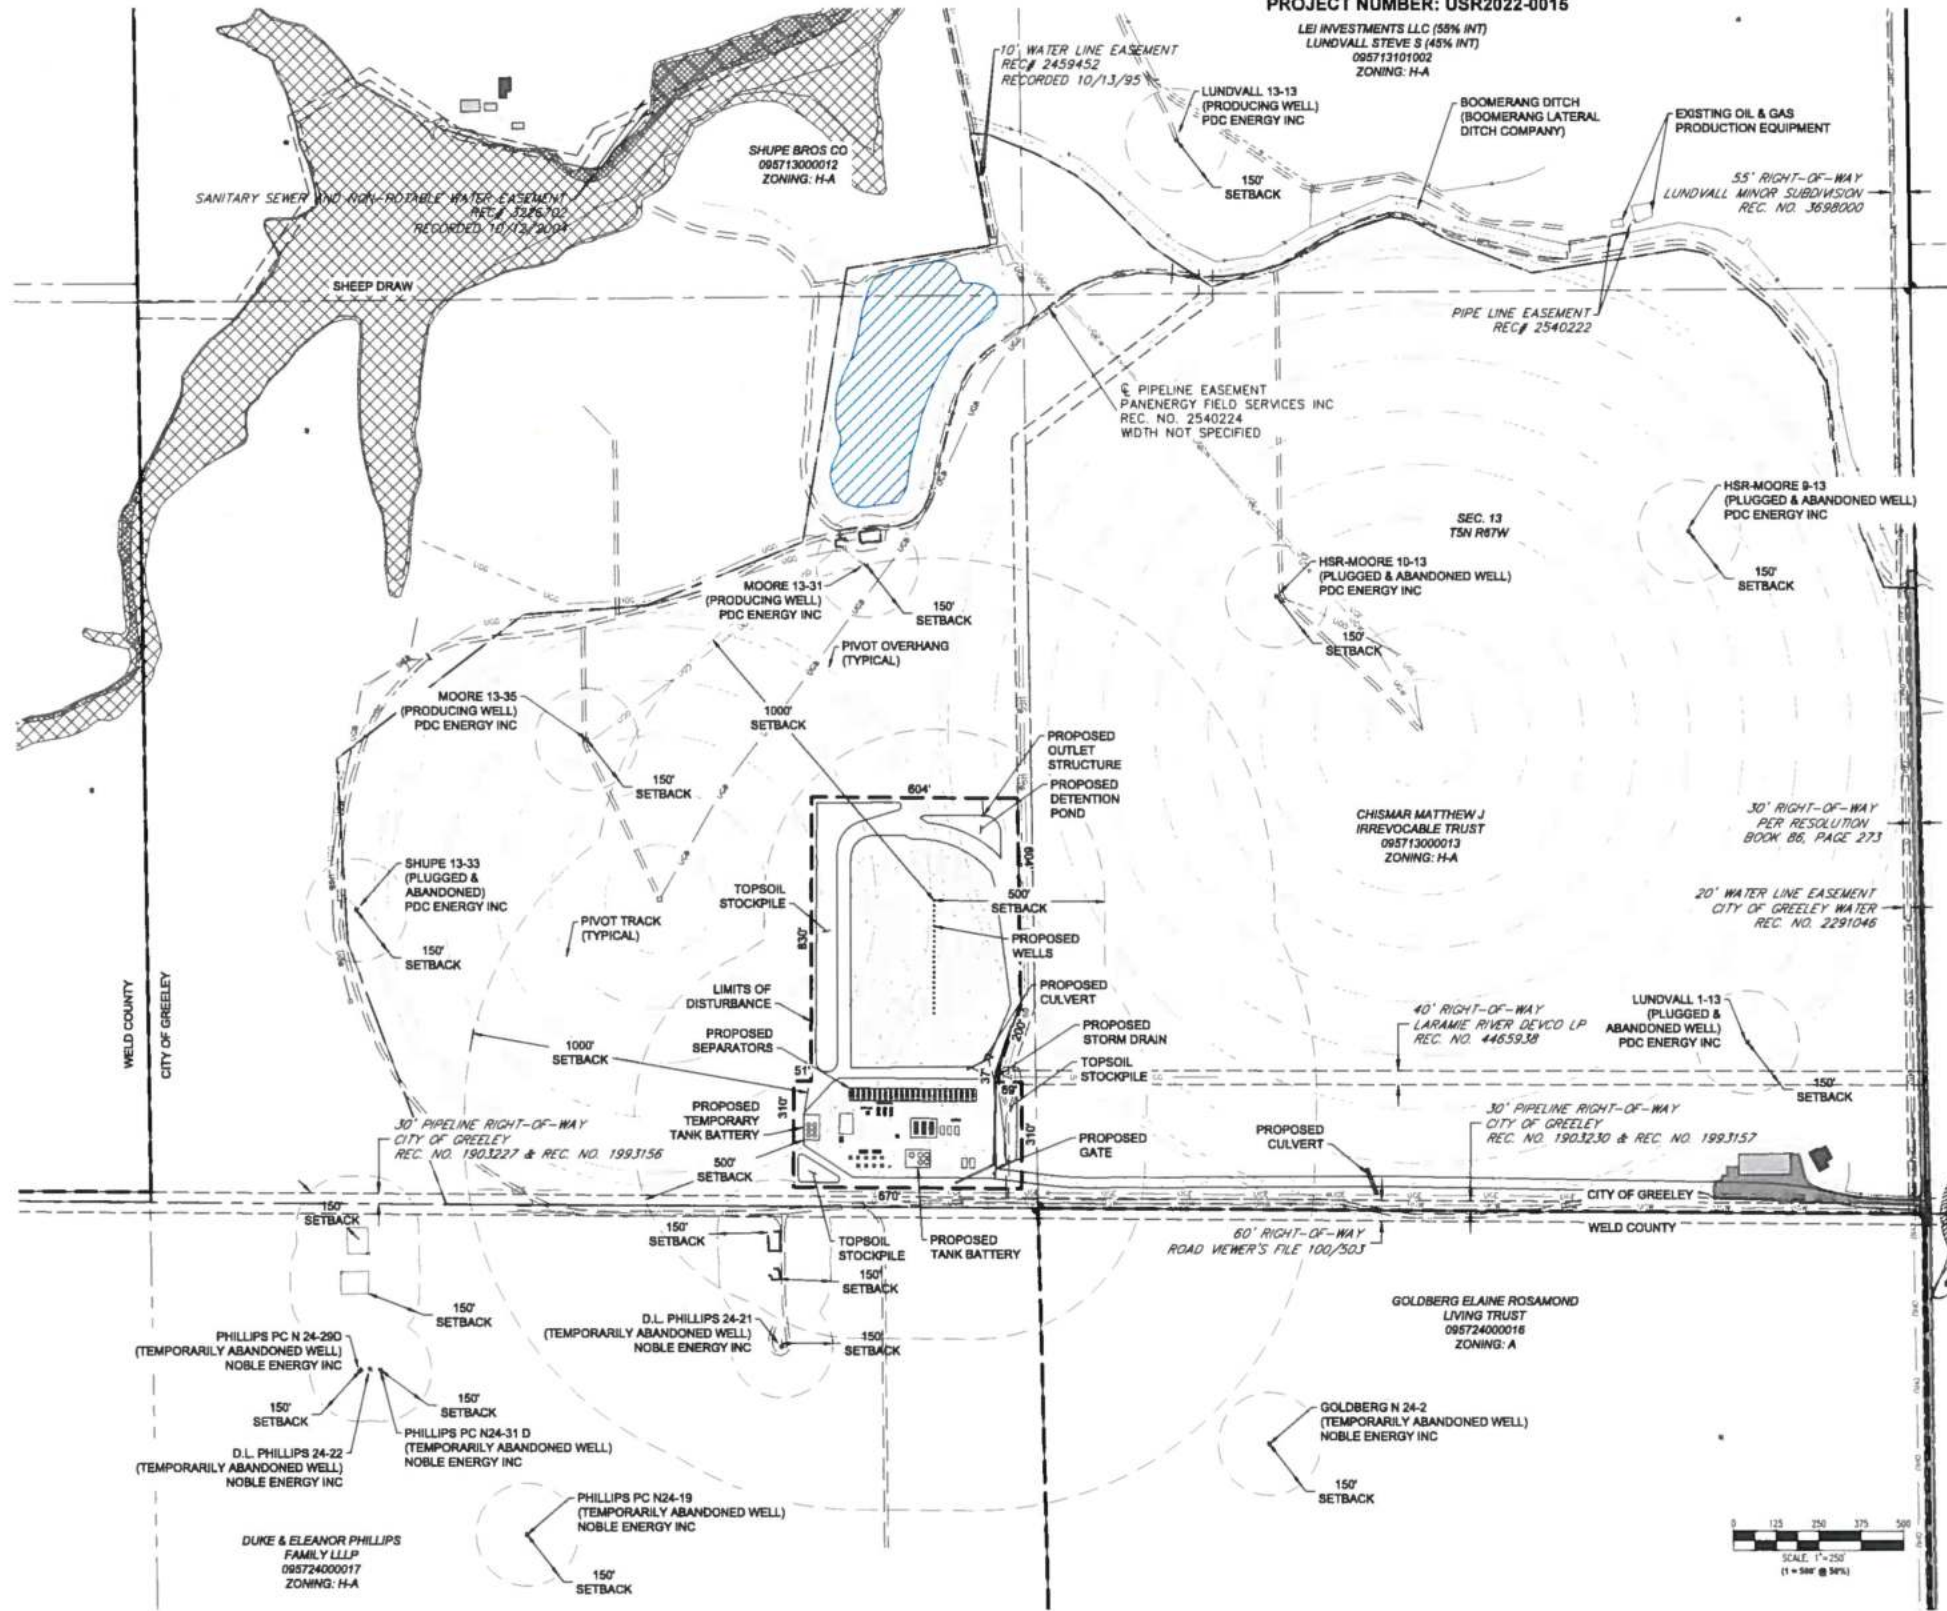 PROJECT NUMBER: USR2022-0015
LEI INVESTMENTS LLC (55% INT)
LUNDVALL STEVE S (45% INT)
095713101002
ZONING: H-A
10' WATER LINE EASEMENT
REC# 2459452
RECORDED 10/13/95
LUNDVALL 13-13
(PRODUCING WELL)
PDC ENERGY INC
150'
SETBACK
BOOMERANG DITCH
(BOOMERANG LATERAL
DITCH COMPANY)
EXISTING OIL & GAS
PRODUCTION EQUIPMENT
55' RIGHT-OF-WAY
LUNDVALL MINOR SUBDIVISION
REC. NO. 3698000
SHUPE BROS CO
095713000012
ZONING: H-A
SANITARY SEWER AND NON-POTABLE WATER EASEMENT
REC# 3226702
RECORDED 10/12/2004
SHEEP DRAW
PIPE LINE EASEMENT
REC# 2540222
℄ PIPELINE EASEMENT
PANENERGY FIELD SERVICES INC
REC. NO. 2540224
WIDTH NOT SPECIFIED
HSR-MOORE 9-13
(PLUGGED & ABANDONED WELL)
PDC ENERGY INC
150'
SETBACK
SEC. 13
T5N R67W
HSR-MOORE 10-13
(PLUGGED & ABANDONED WELL)
PDC ENERGY INC
150'
SETBACK
MOORE 13-31
(PRODUCING WELL)
PDC ENERGY INC
150'
SETBACK
PIVOT OVERHANG
(TYPICAL)
MOORE 13-35
(PRODUCING WELL)
PDC ENERGY INC
150'
SETBACK
1000'
SETBACK
PROPOSED
OUTLET
STRUCTURE
PROPOSED
DETENTION
POND
604'
604'
CHISMAR MATTHEW J
IRREVOCABLE TRUST
095713000013
ZONING: H-A
30' RIGHT-OF-WAY
PER RESOLUTION
BOOK 86, PAGE 273
SHUPE 13-33
(PLUGGED &
ABANDONED)
PDC ENERGY INC
150'
SETBACK
TOPSOIL
STOCKPILE
500'
SETBACK
20' WATER LINE EASEMENT
CITY OF GREELEY WATER
REC. NO. 2291046
PIVOT TRACK
(TYPICAL)
830'
PROPOSED
WELLS
WELD COUNTY
CITY OF GREELEY
LIMITS OF
DISTURBANCE
PROPOSED
CULVERT
PROPOSED
SEPARATORS
200'
PROPOSED
STORM DRAIN
40' RIGHT-OF-WAY
LARAMIE RIVER DEVCO LP
REC. NO. 4465938
LUNDVALL 1-13
(PLUGGED &
ABANDONED WELL)
PDC ENERGY INC
150'
SETBACK
1000'
SETBACK
51'
37'
69'
TOPSOIL
STOCKPILE
310'
310'
PROPOSED
TEMPORARY
TANK BATTERY
30' PIPELINE RIGHT-OF-WAY
CITY OF GREELEY
REC. NO. 1903227 & REC. NO. 1993156
500'
SETBACK
PROPOSED
GATE
PROPOSED
CULVERT
30' PIPELINE RIGHT-OF-WAY
CITY OF GREELEY
REC. NO. 1903230 & REC. NO. 1993157
670'
CITY OF GREELEY
WELD COUNTY
150'
SETBACK
150'
SETBACK
TOPSOIL
STOCKPILE
PROPOSED
TANK BATTERY
60' RIGHT-OF-WAY
ROAD VIEWER'S FILE 100/503
150'
SETBACK
150'
SETBACK
GOLDBERG ELAINE ROSAMOND
LIVING TRUST
095724000016
ZONING: A
D.L. PHILLIPS 24-21
(TEMPORARILY ABANDONED WELL)
NOBLE ENERGY INC
150'
SETBACK
PHILLIPS PC N 24-29D
(TEMPORARILY ABANDONED WELL)
NOBLE ENERGY INC
150'
SETBACK
150'
SETBACK
PHILLIPS PC N24-31 D
(TEMPORARILY ABANDONED WELL)
NOBLE ENERGY INC
D.L. PHILLIPS 24-22
(TEMPORARILY ABANDONED WELL)
NOBLE ENERGY INC
GOLDBERG N 24-2
(TEMPORARILY ABANDONED WELL)
NOBLE ENERGY INC
150'
SETBACK
PHILLIPS PC N24-19
(TEMPORARILY ABANDONED WELL)
NOBLE ENERGY INC
150'
SETBACK
DUKE & ELEANOR PHILLIPS
FAMILY LLLP
095724000017
ZONING: H-A
0 125 250 375 500
SCALE: 1"=250'
(1 = 500' @ 50%)